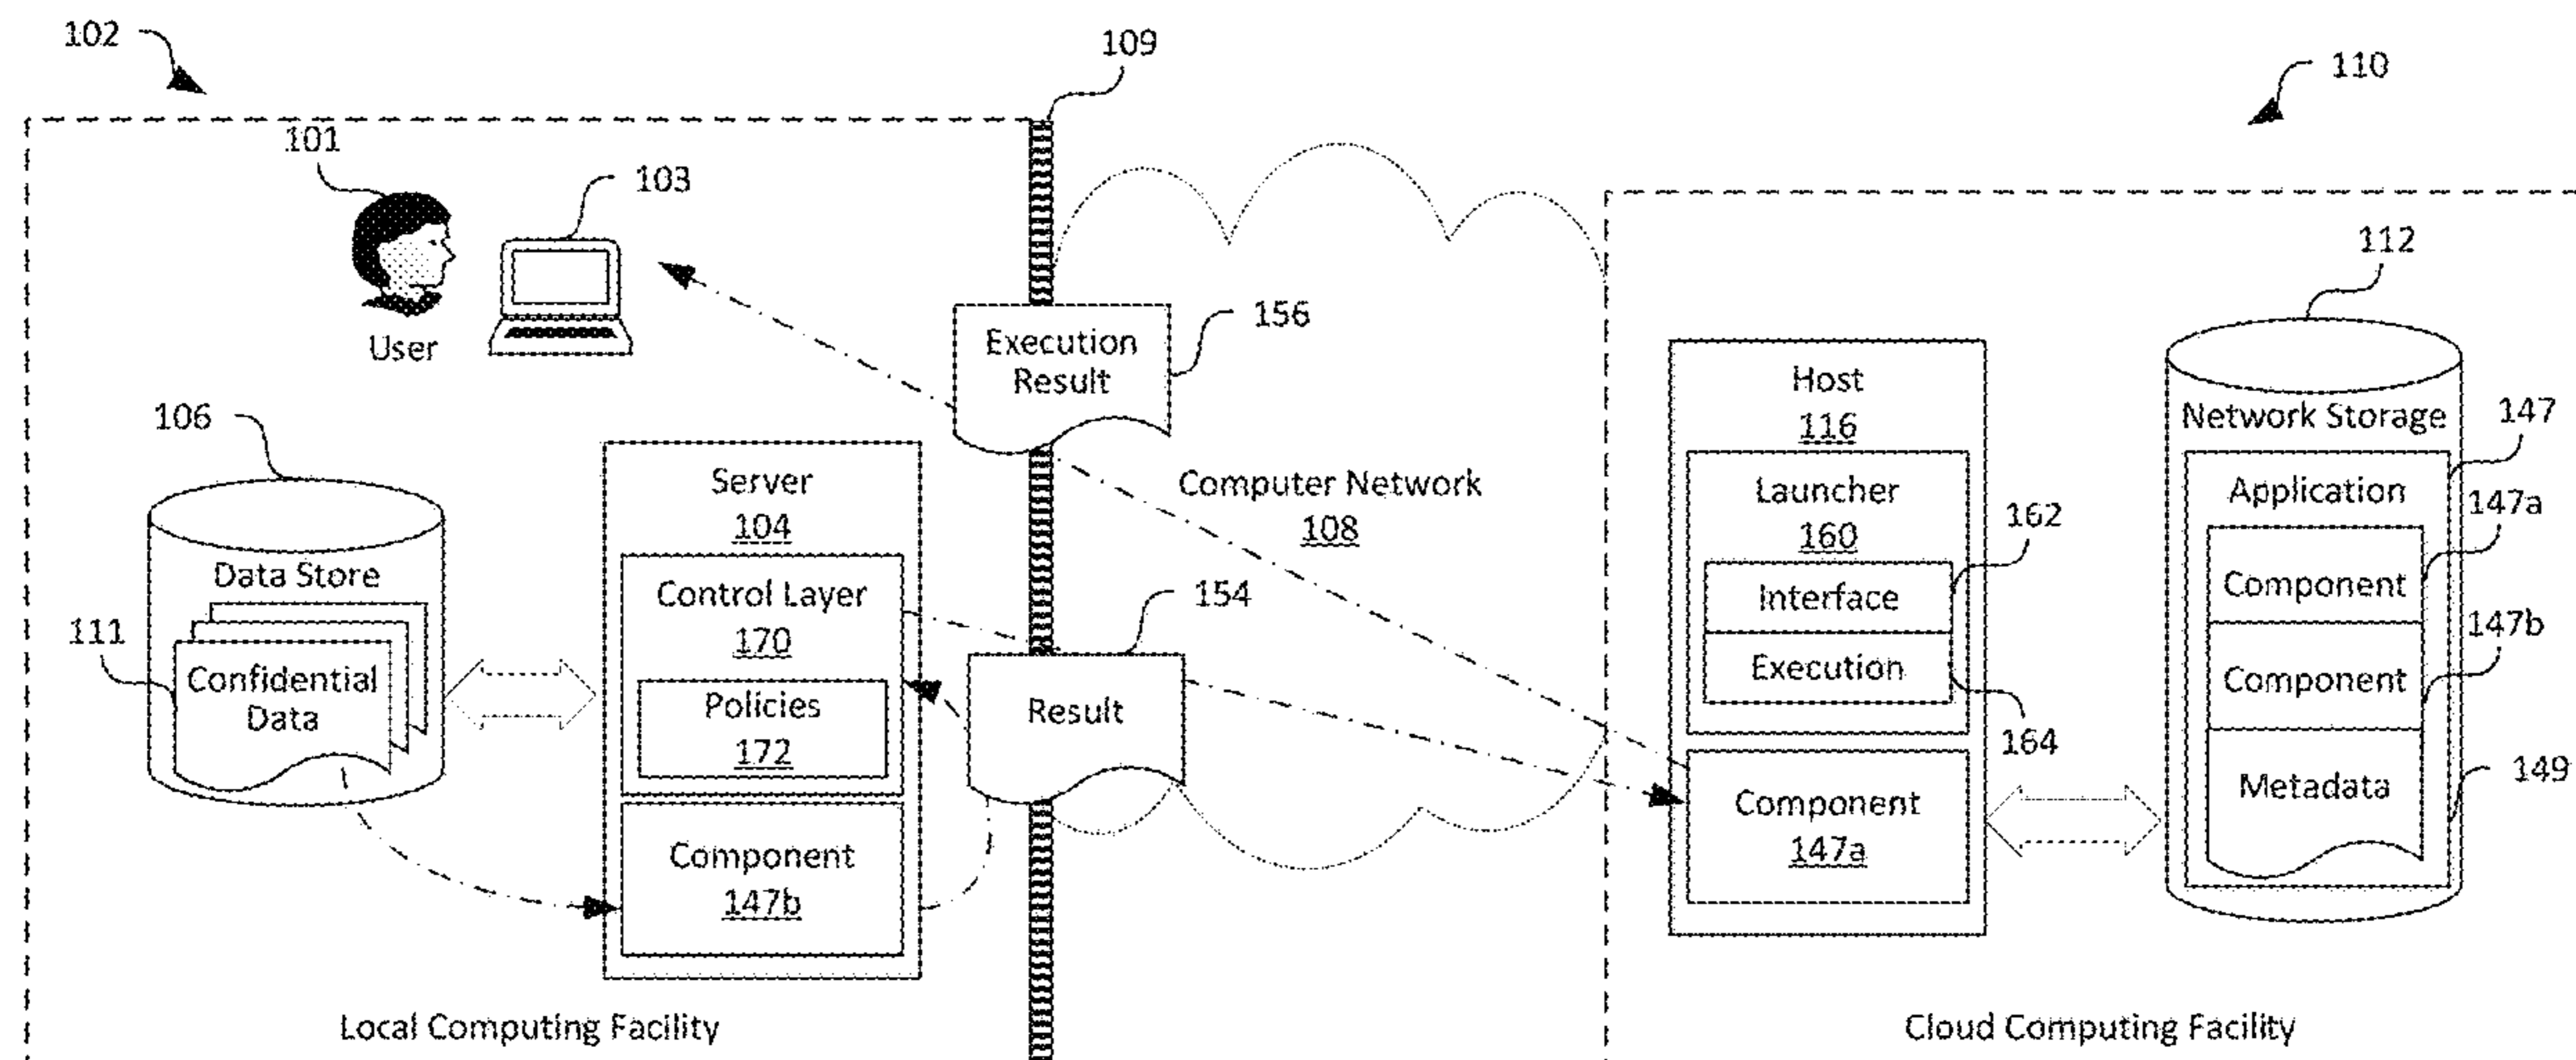 102
109
110
101
103
User
112
Execution
Result
156
Host
116
Network Storage
147
106
Server
104
Computer Network
108
Launcher
160
162
Application
147a
Data Store
Control Layer
170
154
Interface
Component
147b
111
Confidential
Data
Policies
172
Result
Execution
164
Component
Metadata
149
Component
147b
Component
147a
Local Computing Facility
Cloud Computing Facility